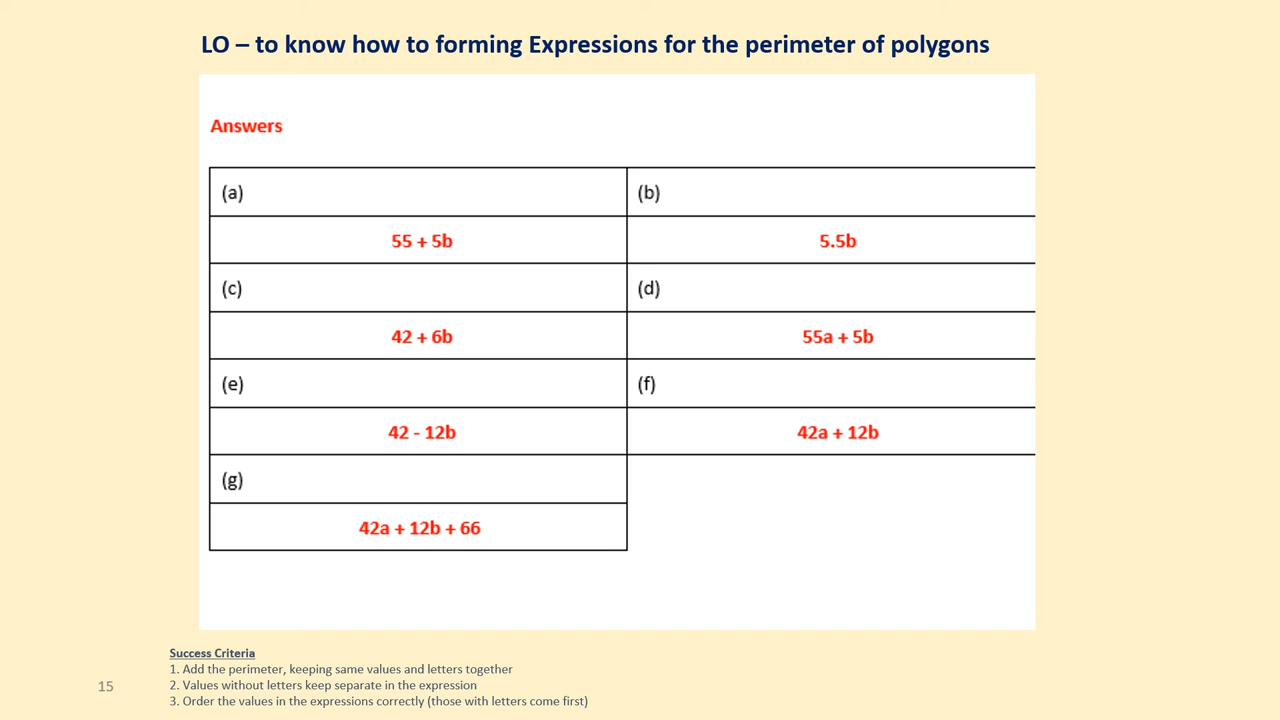 LO – to know how to forming Expressions for the perimeter of polygons
Answers
(a)
(b)
55 + 5b
5.5b
(c)
(d)
42 + 6b
55a + 5b
(e)
(f)
42 - 12b
42a + 12b
(g)
42a + 12b + 66
Success Criteria
1. Add the perimeter, keeping same values and letters together
2. Values without letters keep separate in the expression
3. Order the values in the expressions correctly (those with letters come first)
15